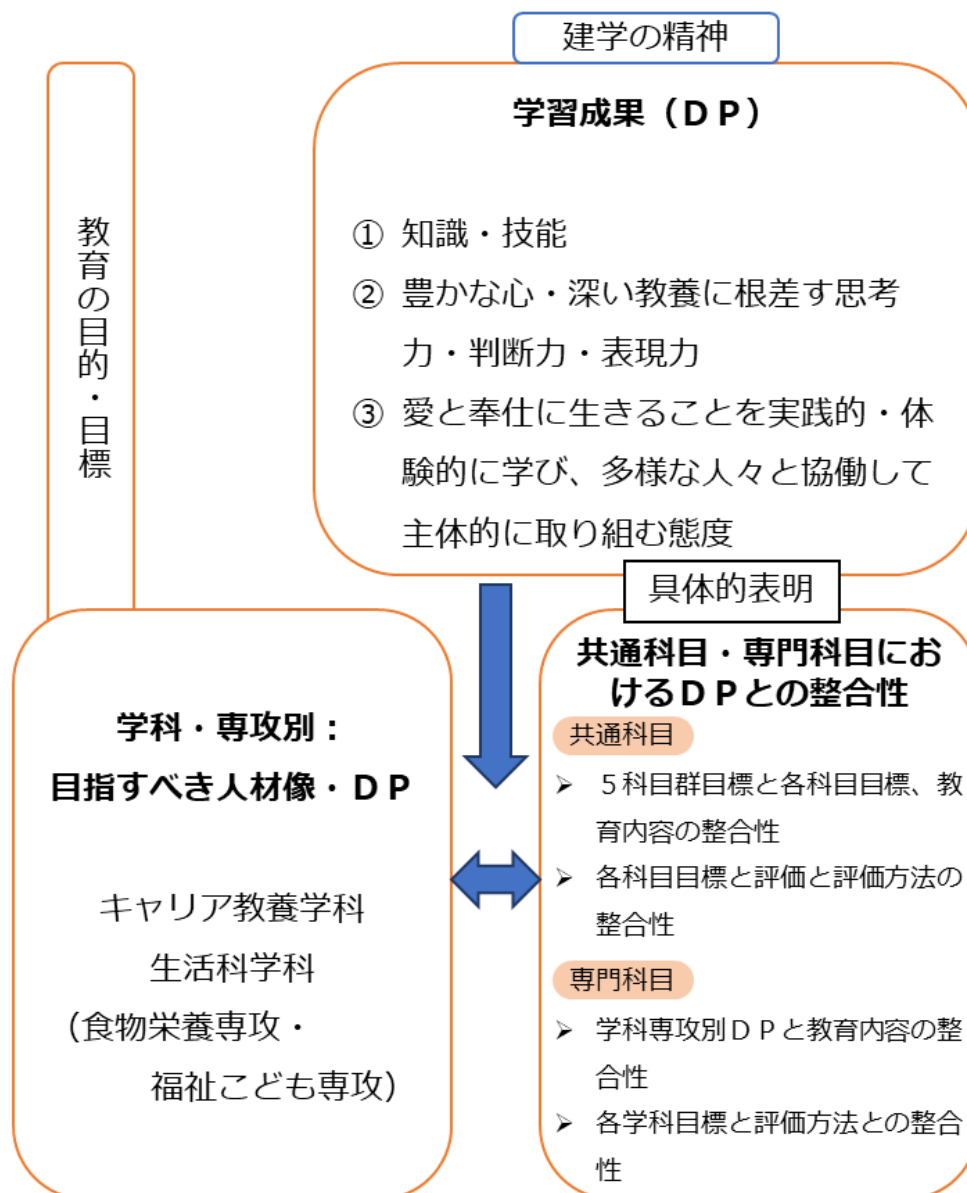 建学の精神
学習成果（ＤＰ）
① 知識・技能
② 豊かな心・深い教養に根差す思考
力・判断力・表現力
③ 愛と奉仕に生きることを実践的・体
験的に学び、多様な人々と協働して
主体的に取り組む態度
教育の目的・目標
具体的表明
学科・専攻別：
目指すべき人材像・ＤＰ
キャリア教養学科
生活科学科
（食物栄養専攻・
福祉こども専攻）
共通科目・専門科目にお
けるＤＰとの整合性
共通科目
➢ ５科目群目標と各科目目標、教
育内容の整合性
➢ 各科目目標と評価と評価方法の
整合性
専門科目
➢ 学科専攻別ＤＰと教育内容の整
合性
➢ 各学科目標と評価方法との整合
性